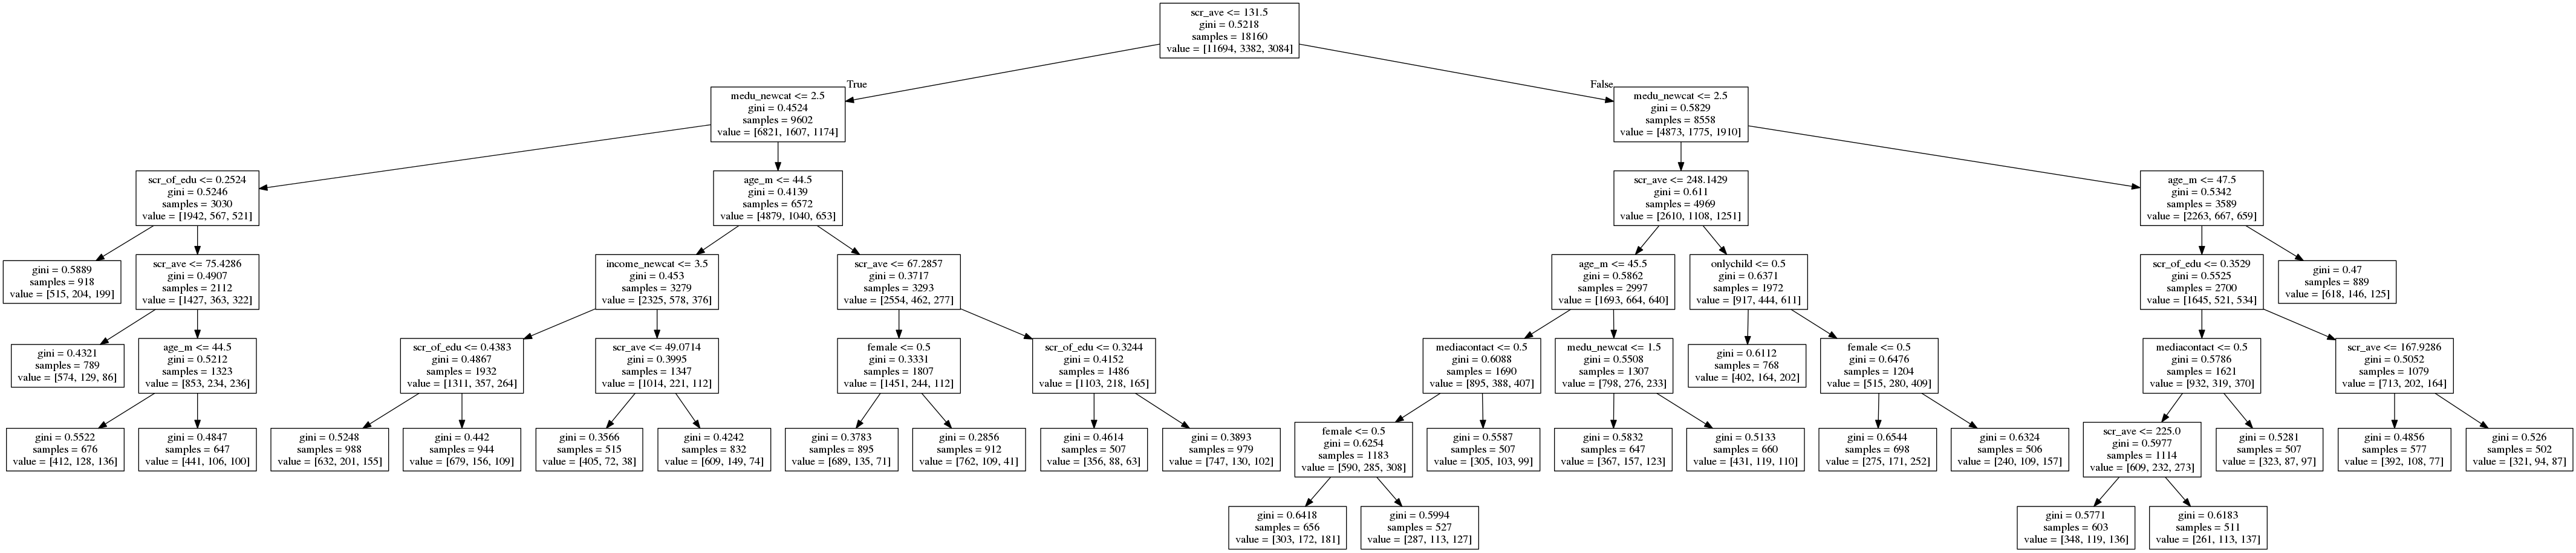 scr_ave <= 131.5
gini = 0.5218
samples = 18160
value = [11694, 3382, 3084]
True
False
medu_newcat <= 2.5
gini = 0.4524
samples = 9602
value = [6821, 1607, 1174]
medu_newcat <= 2.5
gini = 0.5829
samples = 8558
value = [4873, 1775, 1910]
scr_of_edu <= 0.2524
gini = 0.5246
samples = 3030
value = [1942, 567, 521]
age_m <= 44.5
gini = 0.4139
samples = 6572
value = [4879, 1040, 653]
scr_ave <= 248.1429
gini = 0.611
samples = 4969
value = [2610, 1108, 1251]
age_m <= 47.5
gini = 0.5342
samples = 3589
value = [2263, 667, 659]
gini = 0.5889
samples = 918
value = [515, 204, 199]
scr_ave <= 75.4286
gini = 0.4907
samples = 2112
value = [1427, 363, 322]
income_newcat <= 3.5
gini = 0.453
samples = 3279
value = [2325, 578, 376]
scr_ave <= 67.2857
gini = 0.3717
samples = 3293
value = [2554, 462, 277]
age_m <= 45.5
gini = 0.5862
samples = 2997
value = [1693, 664, 640]
onlychild <= 0.5
gini = 0.6371
samples = 1972
value = [917, 444, 611]
scr_of_edu <= 0.3529
gini = 0.5525
samples = 2700
value = [1645, 521, 534]
gini = 0.47
samples = 889
value = [618, 146, 125]
gini = 0.4321
samples = 789
value = [574, 129, 86]
age_m <= 44.5
gini = 0.5212
samples = 1323
value = [853, 234, 236]
scr_of_edu <= 0.4383
gini = 0.4867
samples = 1932
value = [1311, 357, 264]
scr_ave <= 49.0714
gini = 0.3995
samples = 1347
value = [1014, 221, 112]
female <= 0.5
gini = 0.3331
samples = 1807
value = [1451, 244, 112]
scr_of_edu <= 0.3244
gini = 0.4152
samples = 1486
value = [1103, 218, 165]
mediacontact <= 0.5
gini = 0.6088
samples = 1690
value = [895, 388, 407]
medu_newcat <= 1.5
gini = 0.5508
samples = 1307
value = [798, 276, 233]
gini = 0.6112
samples = 768
value = [402, 164, 202]
female <= 0.5
gini = 0.6476
samples = 1204
value = [515, 280, 409]
mediacontact <= 0.5
gini = 0.5786
samples = 1621
value = [932, 319, 370]
scr_ave <= 167.9286
gini = 0.5052
samples = 1079
value = [713, 202, 164]
gini = 0.5522
samples = 676
value = [412, 128, 136]
gini = 0.4847
samples = 647
value = [441, 106, 100]
gini = 0.5248
samples = 988
value = [632, 201, 155]
gini = 0.442
samples = 944
value = [679, 156, 109]
gini = 0.3566
samples = 515
value = [405, 72, 38]
gini = 0.4242
samples = 832
value = [609, 149, 74]
gini = 0.3783
samples = 895
value = [689, 135, 71]
gini = 0.2856
samples = 912
value = [762, 109, 41]
gini = 0.4614
samples = 507
value = [356, 88, 63]
gini = 0.3893
samples = 979
value = [747, 130, 102]
female <= 0.5
gini = 0.6254
samples = 1183
value = [590, 285, 308]
gini = 0.5587
samples = 507
value = [305, 103, 99]
gini = 0.5832
samples = 647
value = [367, 157, 123]
gini = 0.5133
samples = 660
value = [431, 119, 110]
gini = 0.6544
samples = 698
value = [275, 171, 252]
gini = 0.6324
samples = 506
value = [240, 109, 157]
scr_ave <= 225.0
gini = 0.5977
samples = 1114
value = [609, 232, 273]
gini = 0.5281
samples = 507
value = [323, 87, 97]
gini = 0.4856
samples = 577
value = [392, 108, 77]
gini = 0.526
samples = 502
value = [321, 94, 87]
gini = 0.6418
samples = 656
value = [303, 172, 181]
gini = 0.5994
samples = 527
value = [287, 113, 127]
gini = 0.5771
samples = 603
value = [348, 119, 136]
gini = 0.6183
samples = 511
value = [261, 113, 137]